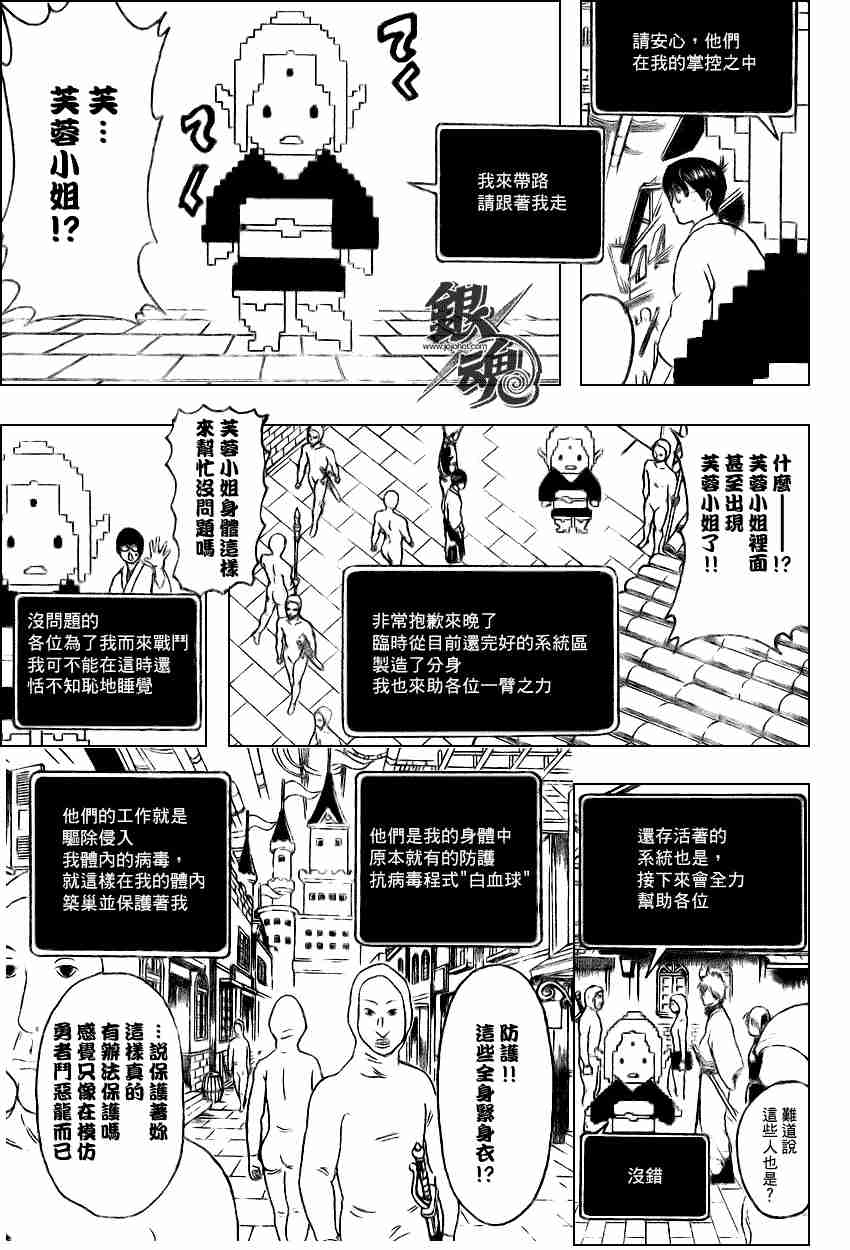 請安心，他們
在我的掌控之中
我來帶路
請跟著我走
芙…
芙蓉小姐!?
銀魂
www.jojohot.com
什麼——!?
芙蓉小姐裡面
甚至出現
芙蓉小姐了!!
非常抱歉來晚了
臨時從目前還完好的系統區
製造了分身
我也來助各位一臂之力
芙蓉小姐身體這樣
來幫忙沒問題嗎
沒問題的
各位為了我而來戰鬥
我可不能在這時還
恬不知恥地睡覺
還存活著的
系統也是，
接下來會全力
幫助各位
難道說
這些人也是?
沒錯
他們是我的身體中
原本就有的防護
抗病毒程式"白血球"
防護!!
這些全身緊身衣!?
他們的工作就是
驅除侵入
我體內的病毒，
就這樣在我的體內
築巢並保護著我
…說保護著妳
這樣真的
有辦法保護嗎
感覺只像在模仿
勇者鬥惡龍而已